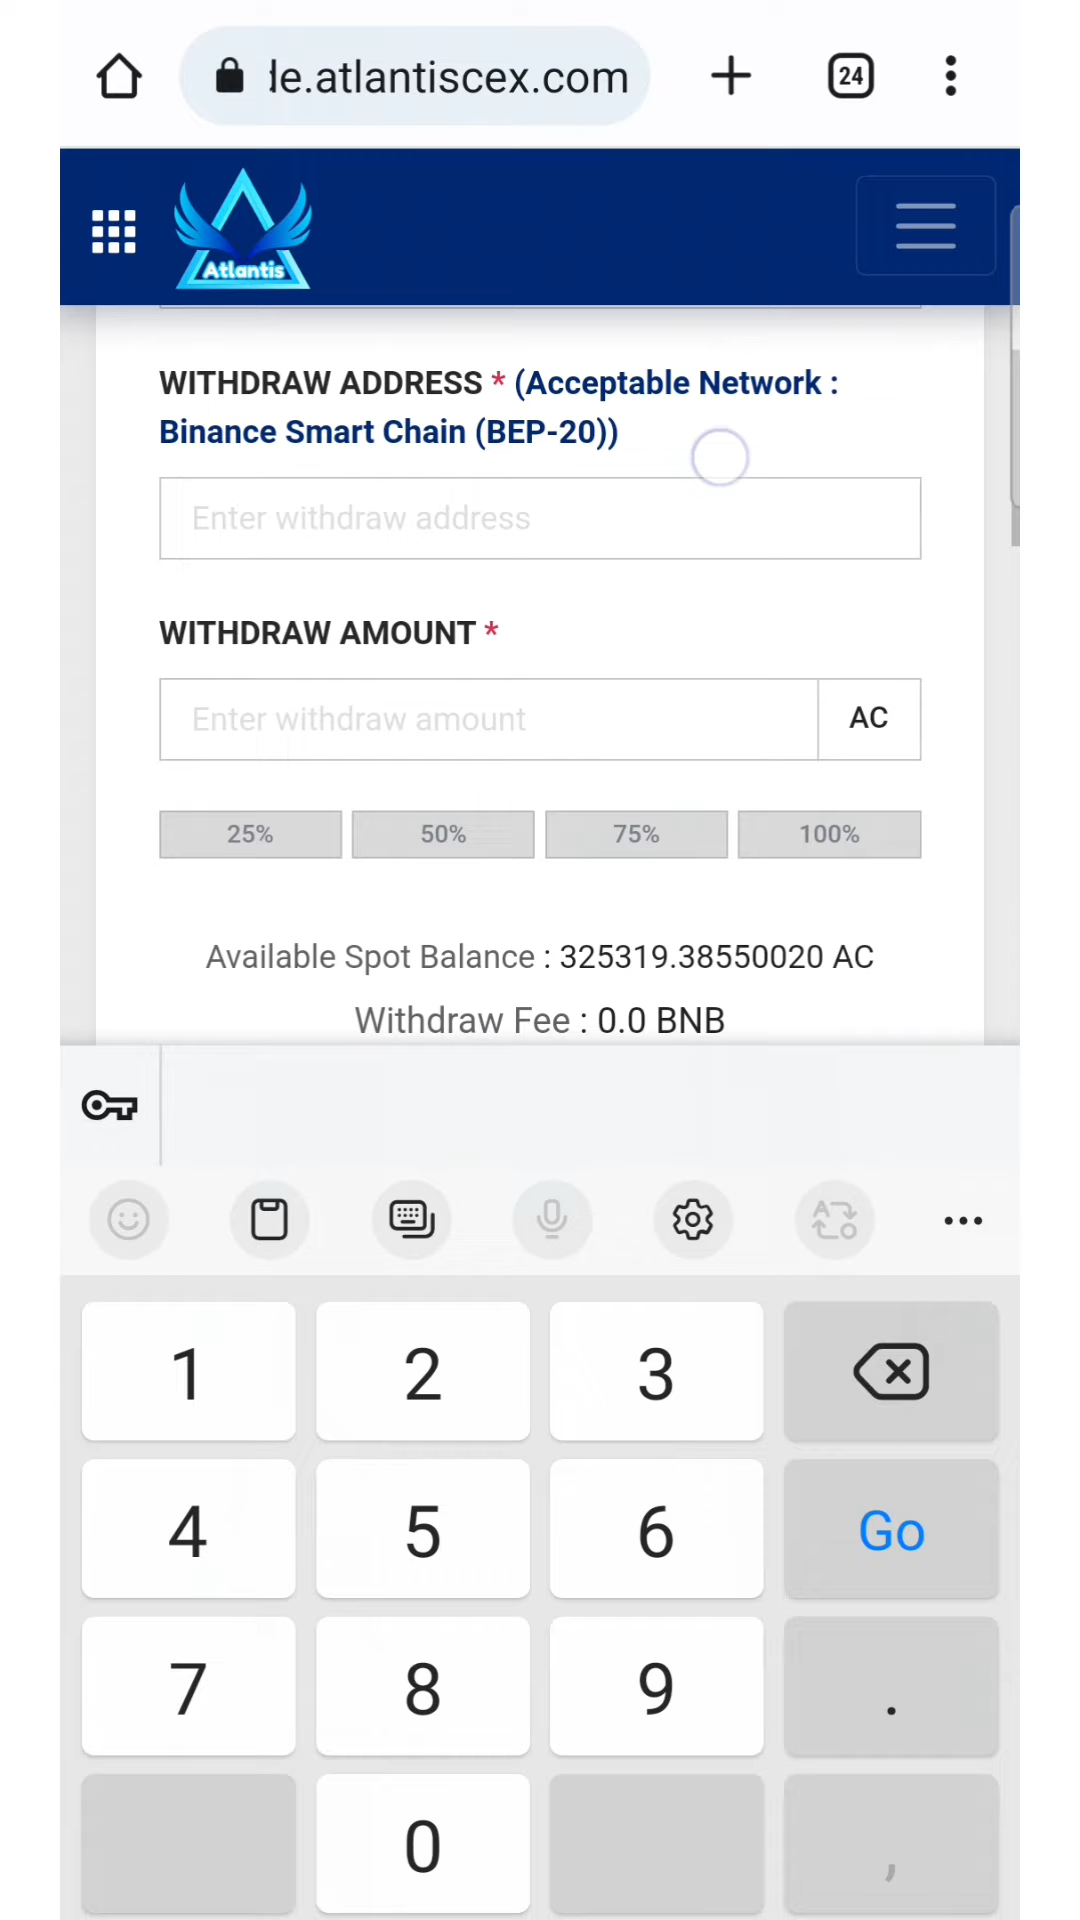 le.atlantiscex.com
24
Atlantis
WITHDRAW ADDRESS * (Acceptable Network :
Binance Smart Chain (BEP-20))
Enter withdraw address
WITHDRAW AMOUNT *
Enter withdraw amount
AC
25% 50% 75% 100%
Available Spot Balance : 325319.38550020 AC
Withdraw Fee : 0.0 BNB
1 2 3
4 5 6 Go
7 8 9 .
0 ,